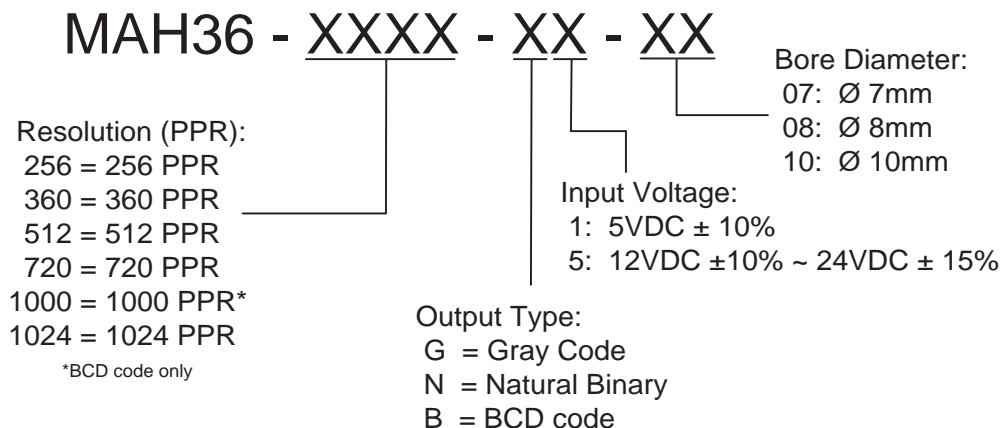 MAH36 - XXXX - XX - XX
Resolution (PPR):
256 = 256 PPR
360 = 360 PPR
512 = 512 PPR
720 = 720 PPR
1000 = 1000 PPR*
1024 = 1024 PPR
*BCD code only
Output Type:
G = Gray Code
N = Natural Binary
B = BCD code
Input Voltage:
1: 5VDC ± 10%
5: 12VDC ±10% ~ 24VDC ± 15%
Bore Diameter:
07: Ø 7mm
08: Ø 8mm
10: Ø 10mm